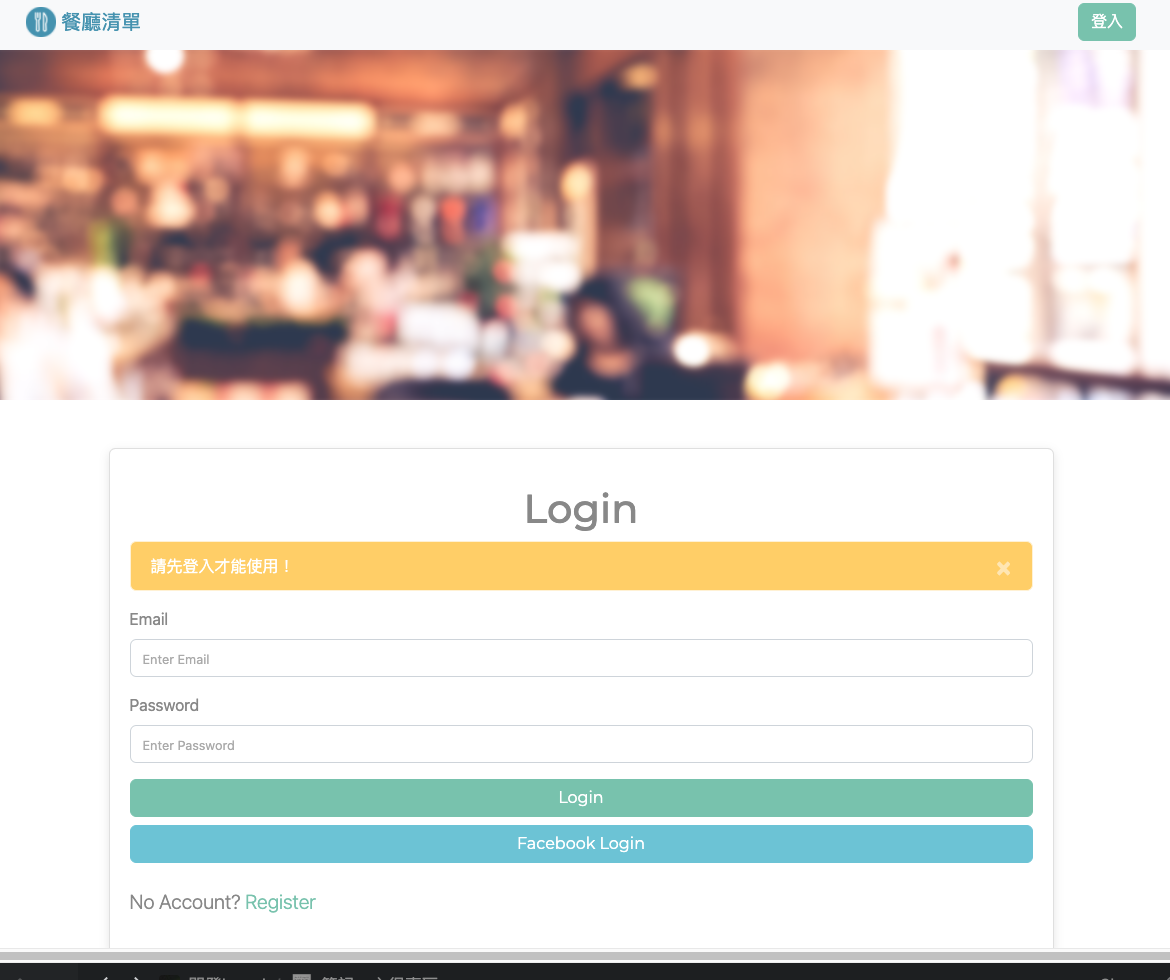 餐廳清單
登入
Login
請先登入才能使用！
Email
Enter Email
Password
Enter Password
Login
Facebook Login
No Account? Register